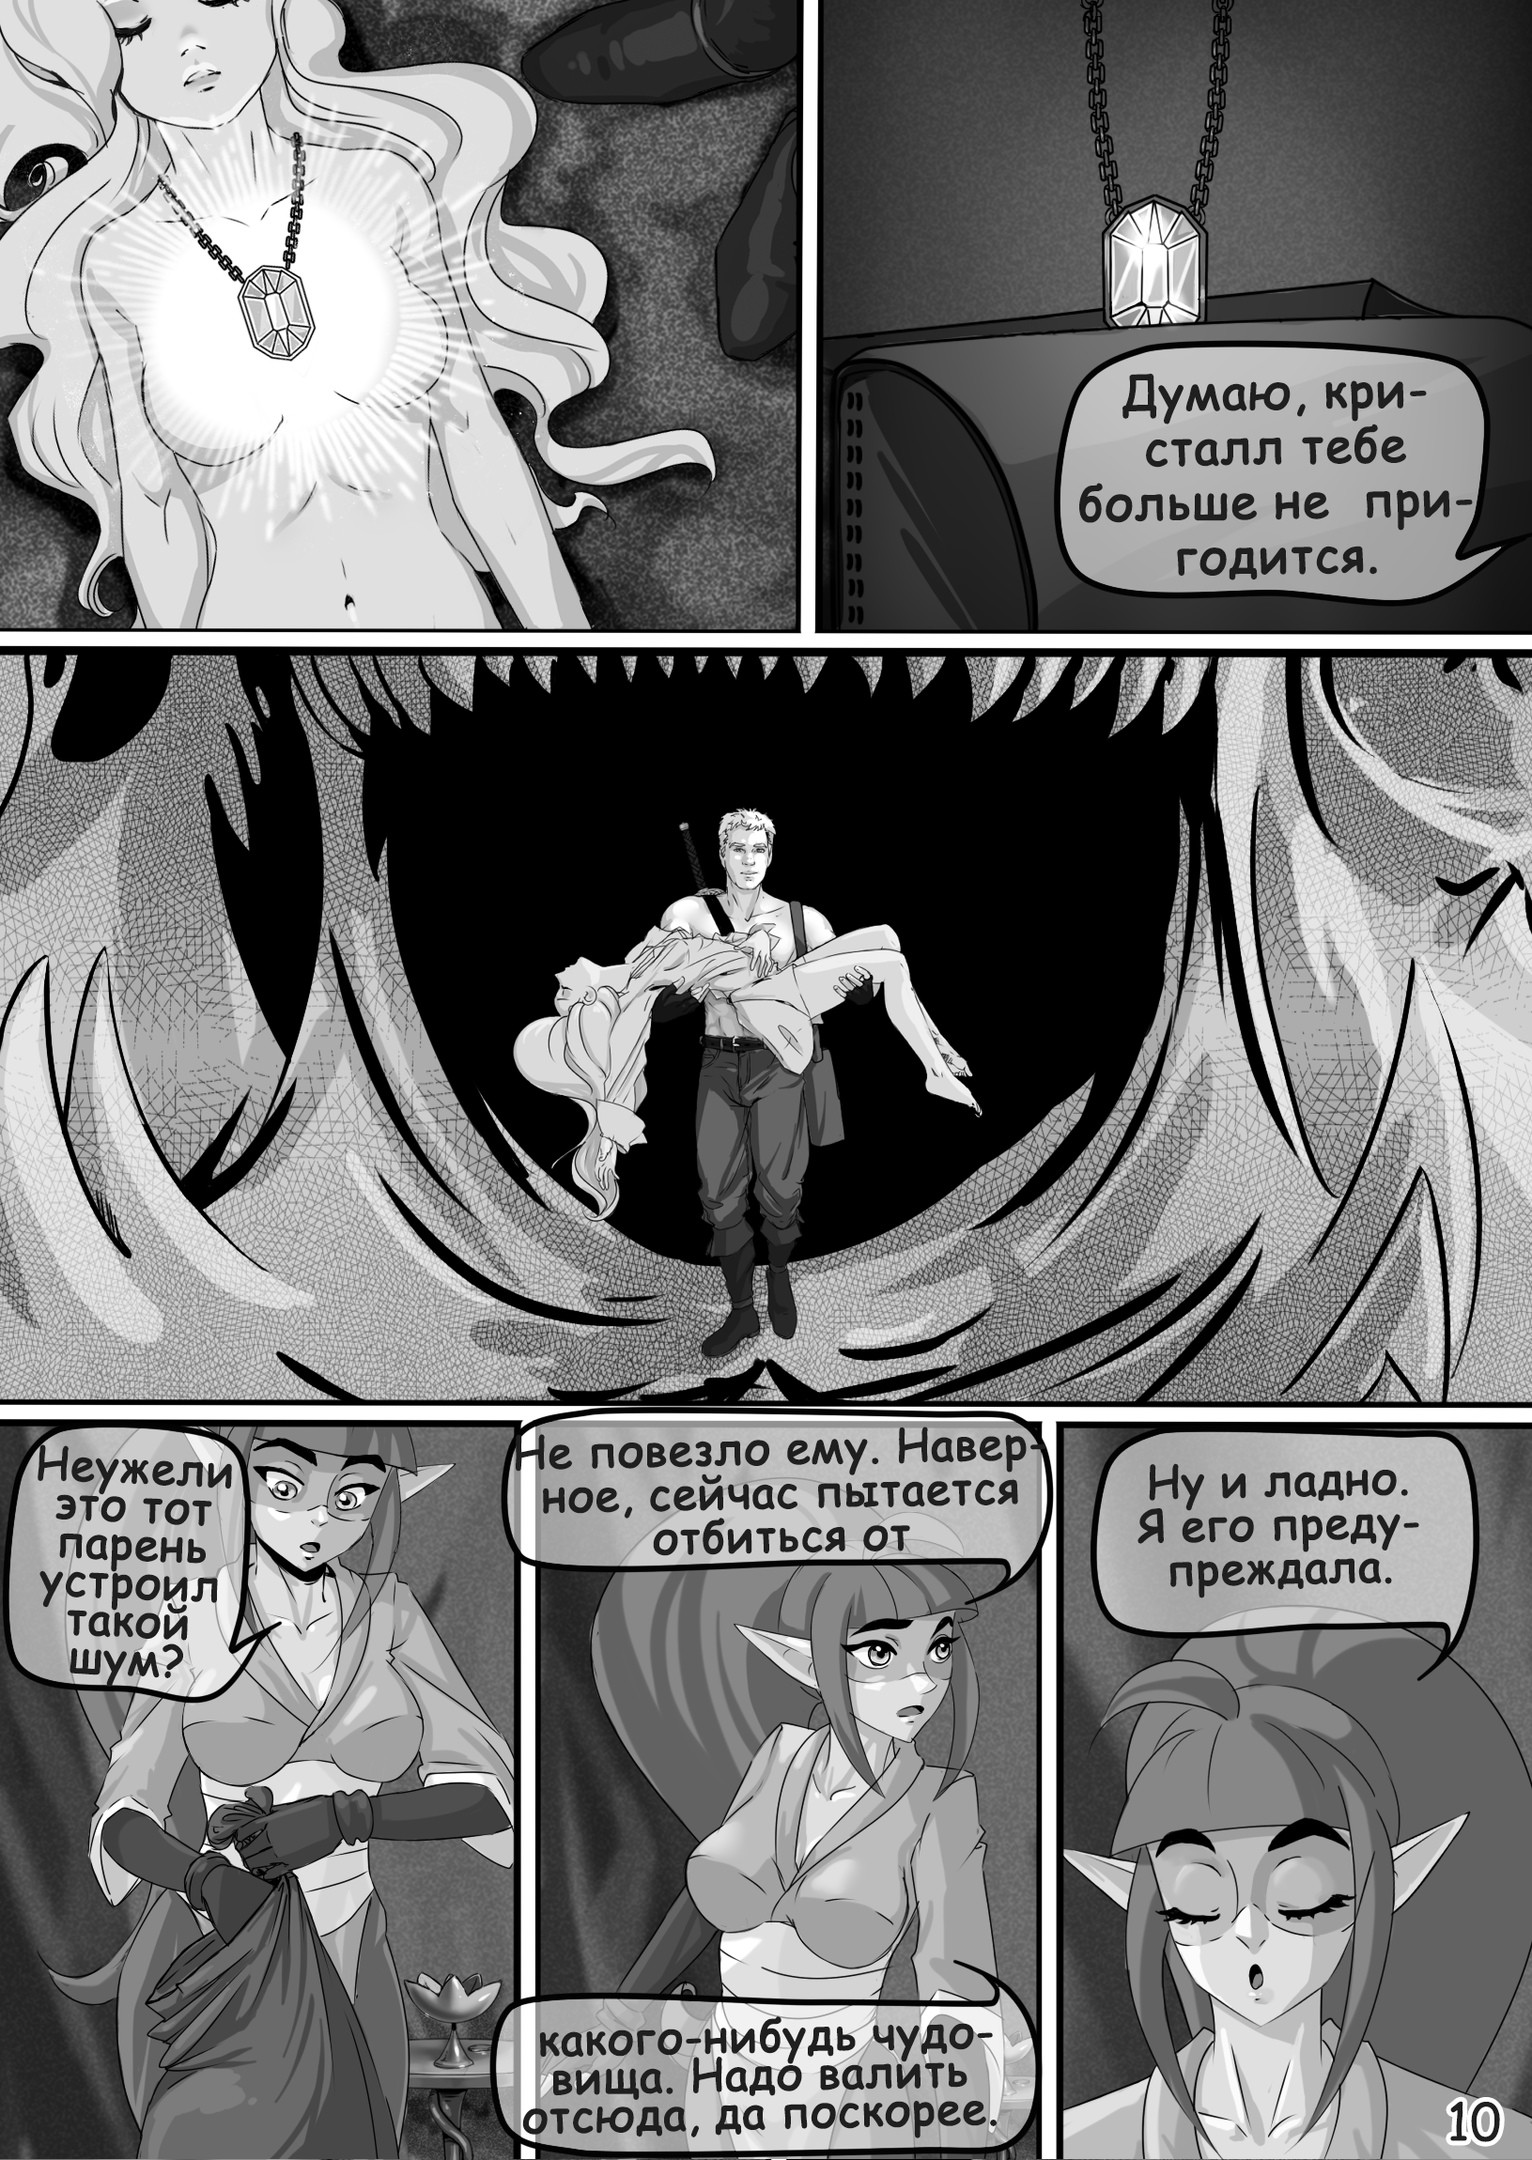 Думаю, кри-
сталл тебе
больше не при-
годится.
Неужели
это тот
парень
устроил
такой
шум?
Не повезло ему. Навер-
ное, сейчас пытается
отбиться от
какого-нибудь чудо-
вища. Надо валить
отсюда, да поскорее.
Ну и ладно.
Я его преду-
преждала.
10